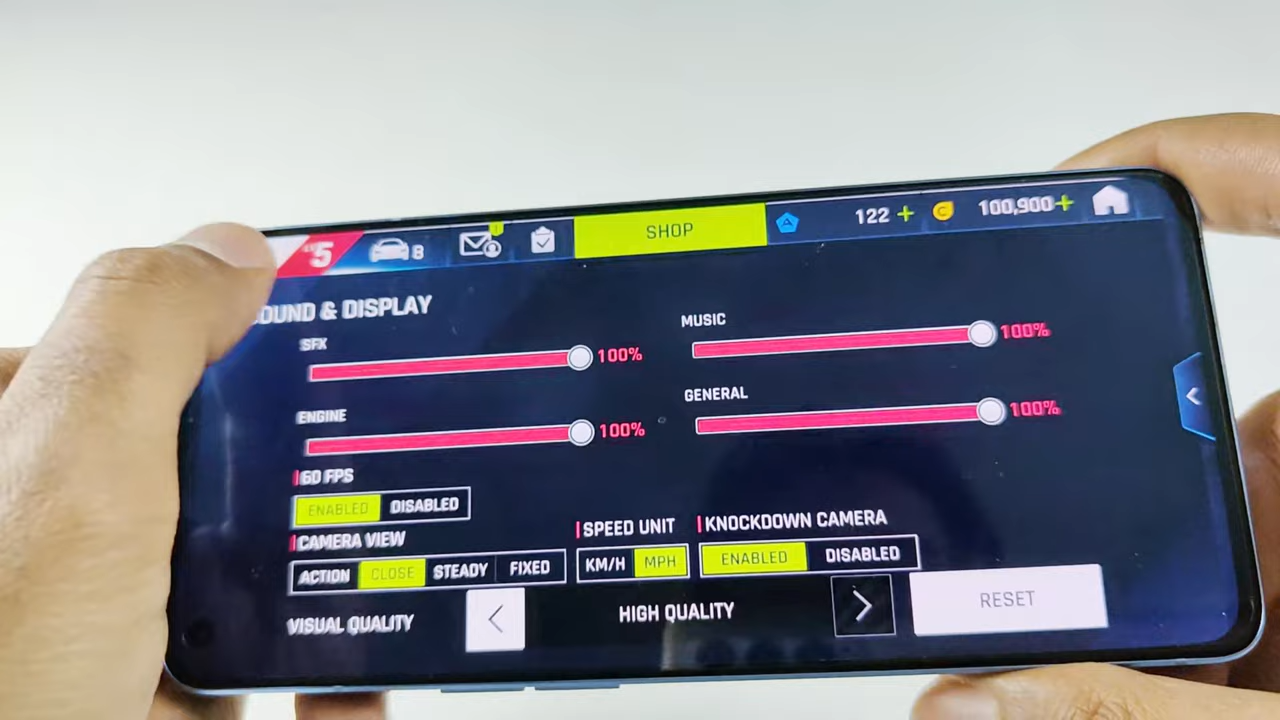 5 8 1 SHOP 122 + 100,900+
OUND & DISPLAY
SFX 100%
MUSIC 100%
ENGINE 100%
GENERAL 100%
60 FPS
ENABLED DISABLED
CAMERA VIEW
ACTION CLOSE STEADY FIXED
SPEED UNIT
KM/H MPH
KNOCKDOWN CAMERA
ENABLED DISABLED
VISUAL QUALITY < HIGH QUALITY > RESET